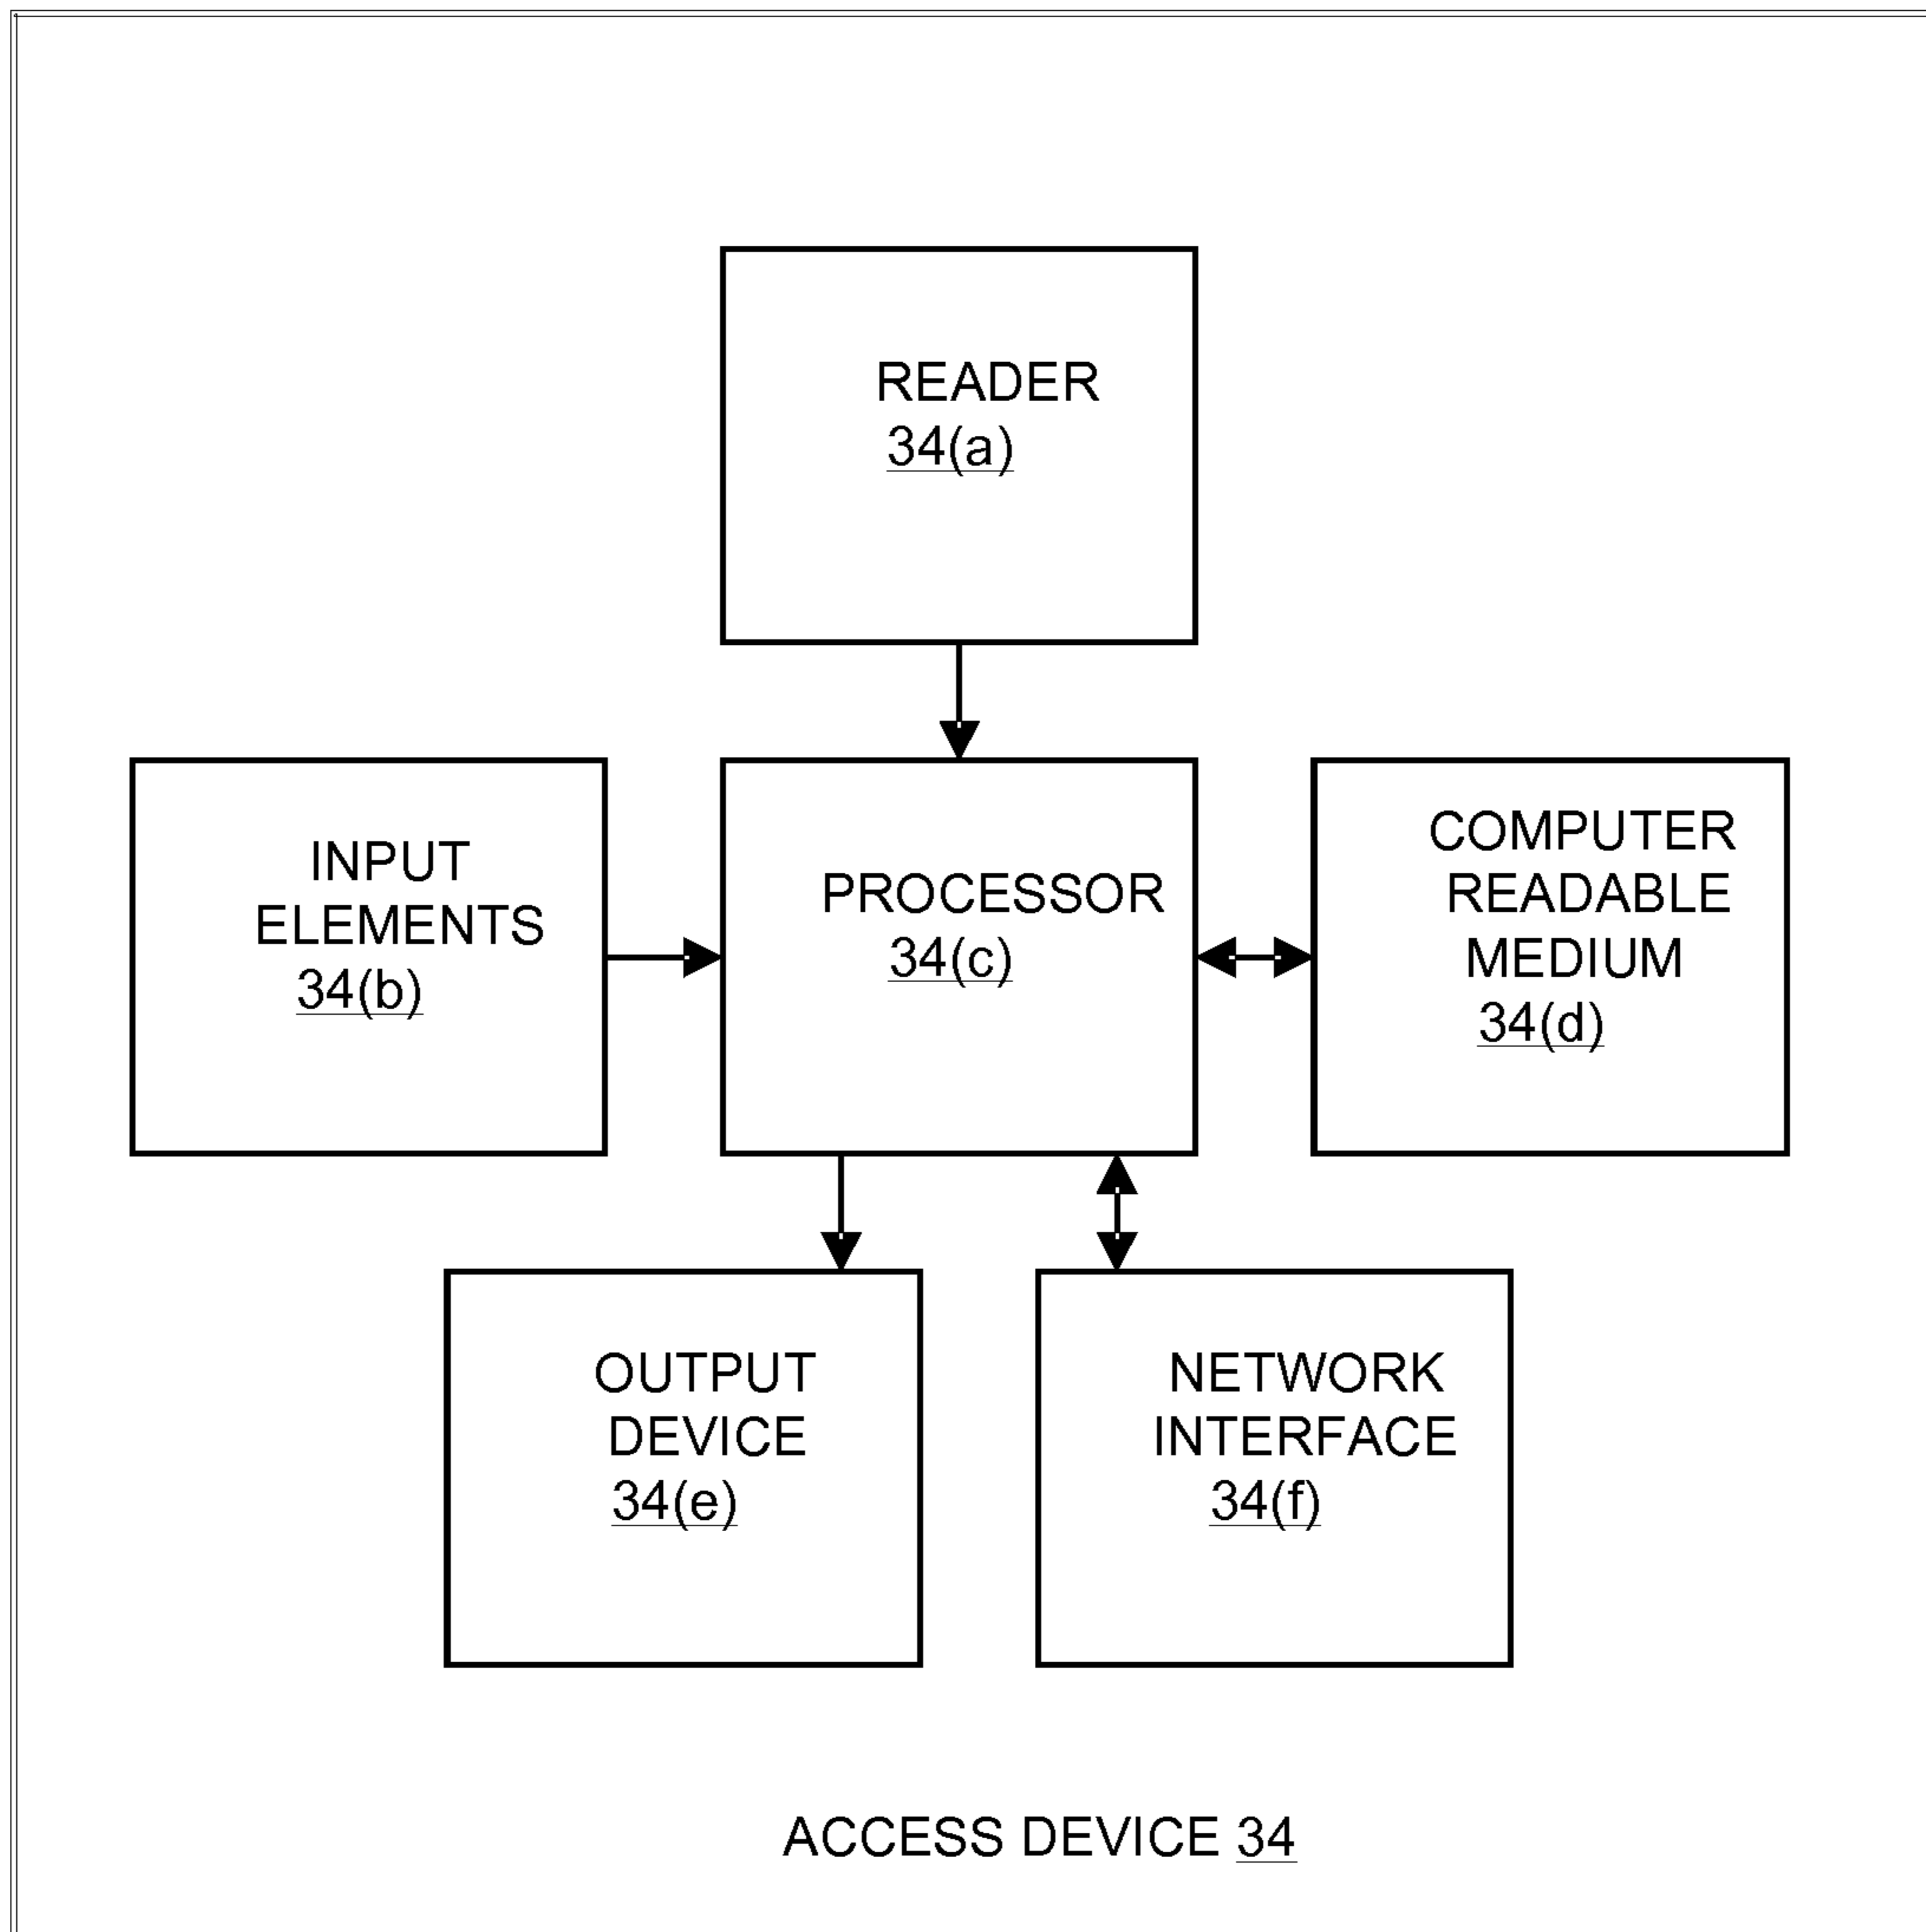 READER
34(a)
INPUT
ELEMENTS
34(b)
PROCESSOR
34(c)
COMPUTER
READABLE
MEDIUM
34(d)
OUTPUT
DEVICE
34(e)
NETWORK
INTERFACE
34(f)
ACCESS DEVICE 34